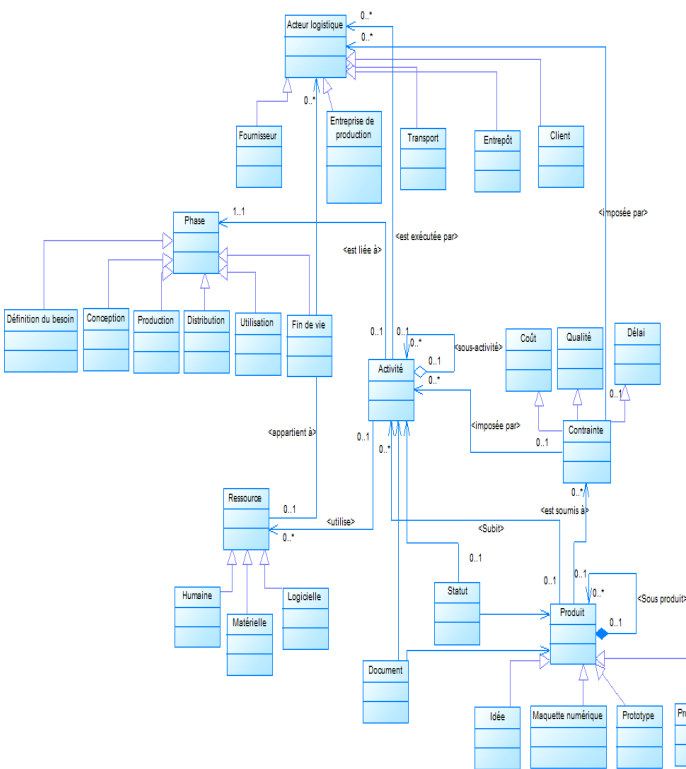 Acteur logistique
0..*
0..*
0..*
Fournisseur
Entreprise de
production
Transport
Entrepôt
Client
Phase
1..1
<imposée par>
<est exécutée par>
<est liée à>
Définition du besoin
Conception
Production
Distribution
Utilisation
Fin de vie
0..1
0..1
0..*
<sous-activité>
0..1
0..*
Activité
Coût
Qualité
Délai
0..1
<appartient à>
0..1
0..*
<imposée par>
0..1
Contrainte
Ressource
0..1
<utilise>
0..*
0..*
<est soumis à>
<Subit>
0..1
0..1
0..1
0..*
<Sous produit>
0..1
Humaine
Matérielle
Logicielle
Statut
Produit
Document
Idée
Maquette numérique
Prototype